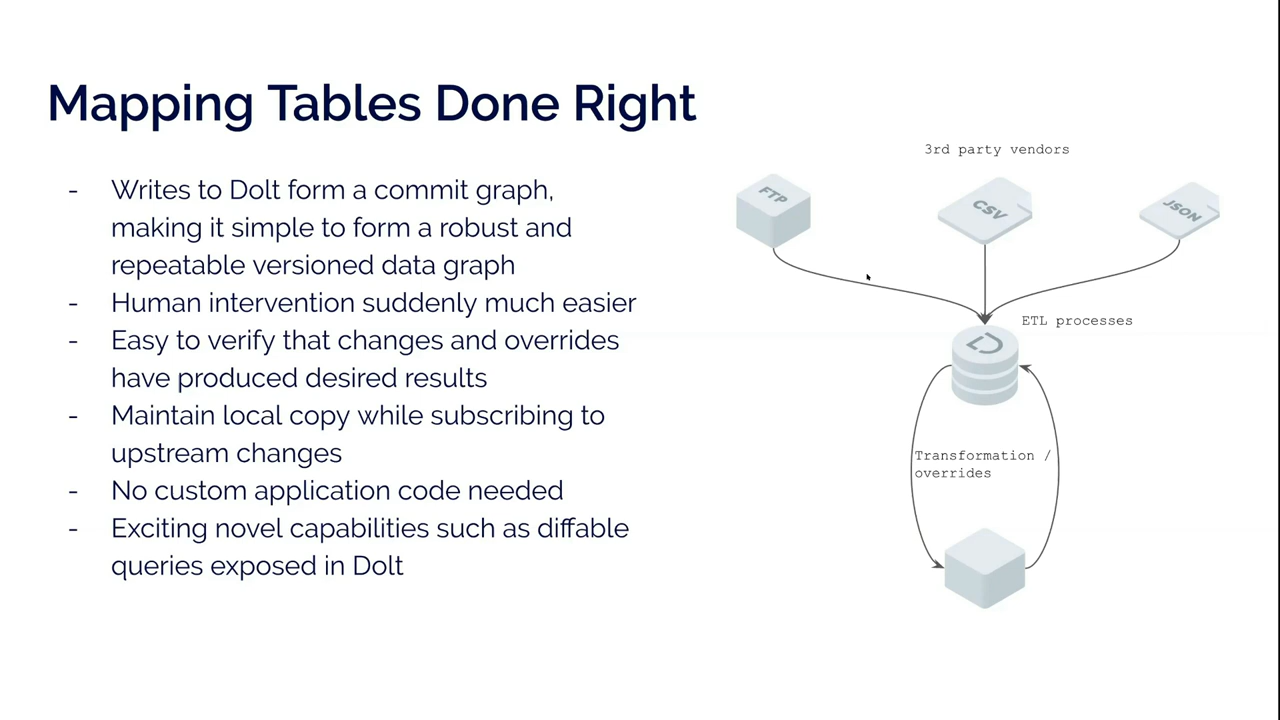 Mapping Tables Done Right
- Writes to Dolt form a commit graph,
making it simple to form a robust and
repeatable versioned data graph
- Human intervention suddenly much easier
- Easy to verify that changes and overrides
have produced desired results
- Maintain local copy while subscribing to
upstream changes
- No custom application code needed
- Exciting novel capabilities such as diffable
queries exposed in Dolt
3rd party vendors
FTP
CSV
JSON
ETL processes
Transformation /
overrides